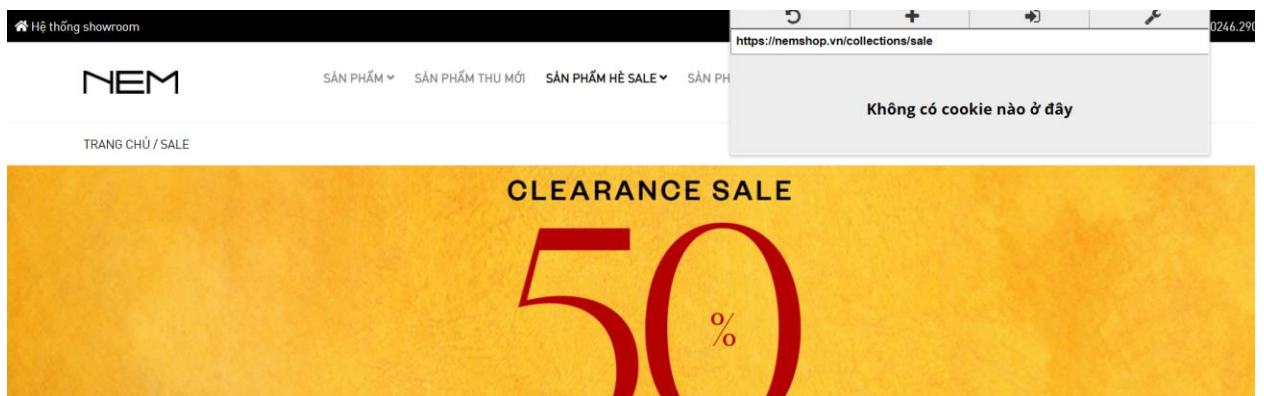 Hệ thống showroom
0246.290
https://nemshop.vn/collections/sale
NEM
SẢN PHẨM SẢN PHẨM THU MỚI SẢN PHẨM HÈ SALE SẢN PH
Không có cookie nào ở đây
TRANG CHỦ / SALE
CLEARANCE SALE
50
%